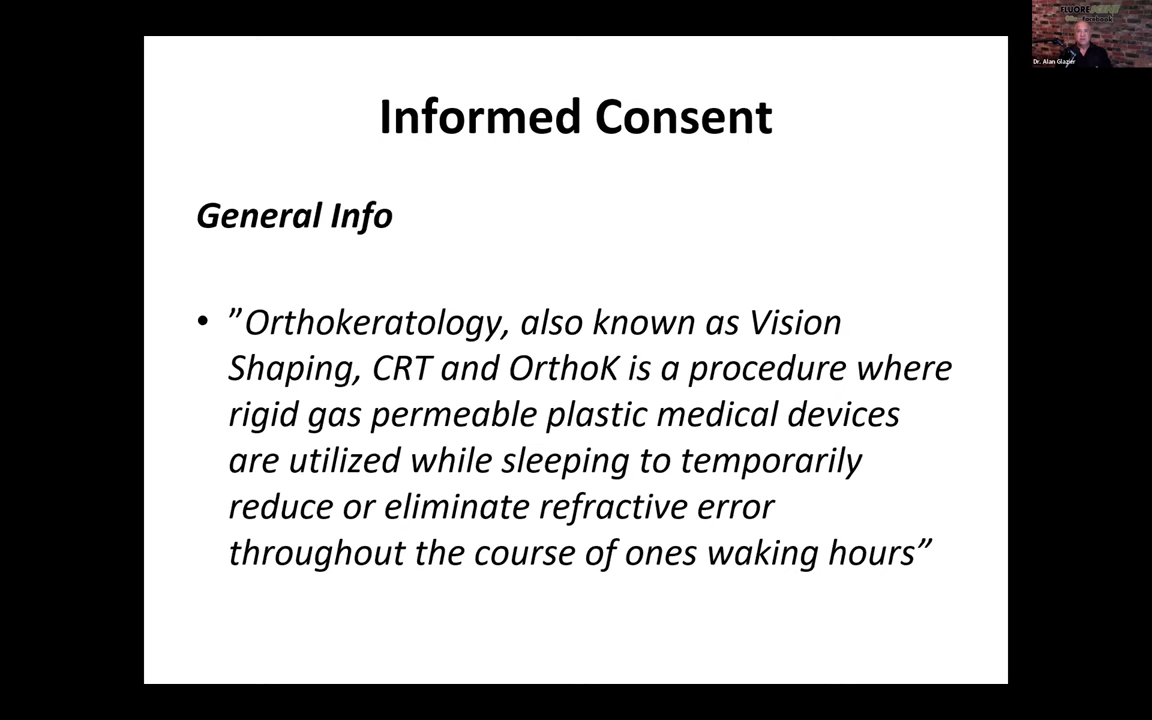 Informed Consent
General Info
• ”Orthokeratology, also known as Vision
Shaping, CRT and OrthoK is a procedure where
rigid gas permeable plastic medical devices
are utilized while sleeping to temporarily
reduce or eliminate refractive error
throughout the course of ones waking hours”
Dr. Alan Glazier